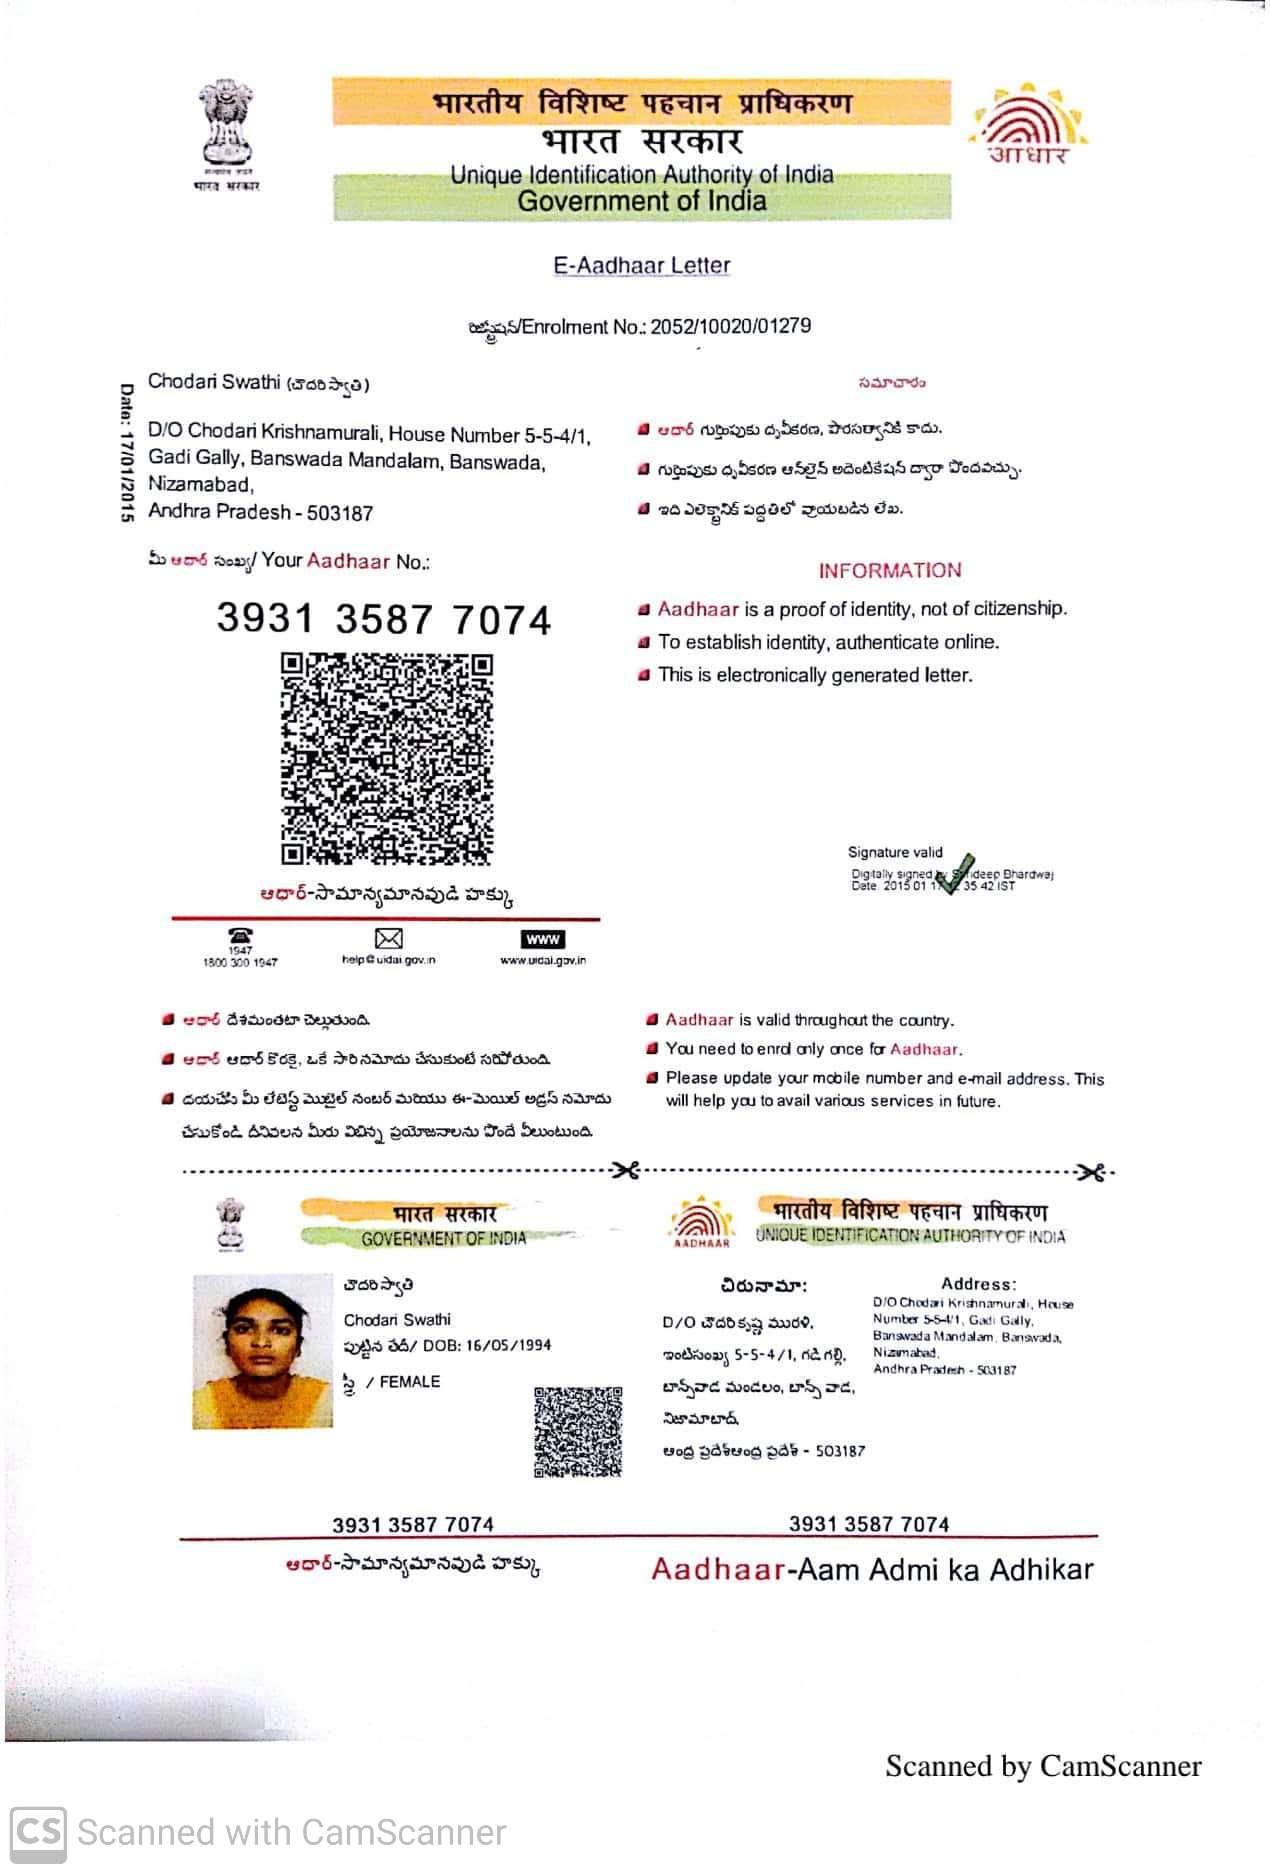 भारतीय विशिष्ट पहचान प्राधिकरण
भारत सरकार
Unique Identification Authority of India
Government of India
भारत सरकार
आधार
E-Aadhaar Letter
రిజిస్ట్రేషన్/Enrolment No.: 2052/10020/01279
Date: 17/01/2015
Chodari Swathi (చౌదరి స్వాతి)
D/O Chodari Krishnamurali, House Number 5-5-4/1,
Gadi Gally, Banswada Mandalam, Banswada,
Nizamabad,
Andhra Pradesh - 503187
మీ ఆధార్ సంఖ్య/ Your Aadhaar No.:
3931 3587 7074
ఆధార్-సామాన్యమానవుడి హక్కు
1947
1800 300 1947
help@uidai.gov.in
www
www.uidai.gov.in
సమాచారం
ఆధార్ గుర్తింపుకు ధృవీకరణ, పౌరసత్వానికి కాదు.
గుర్తింపుకు ధృవీకరణ ఆన్‌లైన్ అథెంటికేషన్ ద్వారా పొందవచ్చు.
ఇది ఎలెక్ట్రానిక్ పద్ధతిలో వ్రాయబడిన లేఖ.
INFORMATION
Aadhaar is a proof of identity, not of citizenship.
To establish identity, authenticate online.
This is electronically generated letter.
Signature valid
Digitally signed by Bhardwaj
Date: 2015 01 17 35 42 IST
ఆధార్ దేశమంతటా చెల్లుతుంది.
ఆధార్ ఆధార్ కొరకై, ఒకే సారి నమోదు చేసుకుంటే సరిపోతుంది.
దయచేసి మీ లేటెస్ట్ మొబైల్ నంబర్ మరియు ఈ-మెయిల్ అడ్రస్ నమోదు
చేసుకోండి. దీనివలన మీరు విభిన్న ప్రయోజనాలను పొందే వీలుంటుంది.
Aadhaar is valid throughout the country.
You need to enrol only once for Aadhaar.
Please update your mobile number and e-mail address. This
will help you to avail various services in future.
भारत सरकार
GOVERNMENT OF INDIA
చౌదరి స్వాతి
Chodari Swathi
పుట్టిన తేదీ/ DOB: 16/05/1994
స్త్రీ / FEMALE
3931 3587 7074
ఆధార్-సామాన్యమానవుడి హక్కు
AADHAAR
भारतीय विशिष्ट पहचान प्राधिकरण
UNIQUE IDENTIFICATION AUTHORITY OF INDIA
చిరునామా:
D/O చౌదరి కృష్ణ మురళి,
ఇంటిసంఖ్య 5-5-4/1, గడి గల్లి,
బాన్స్‌వాడ మండలం, బాన్స్ వాడ,
నిజామాబాద్,
ఆంధ్ర ప్రదేశ్ఆంధ్ర ప్రదేశ్ - 503187
Address:
D/O Chodari Krishnamurali, House
Number 5-5-4/1, Gadi Gally,
Banswada Mandalam, Banswada,
Nizamabad,
Andhra Pradesh - 503187
3931 3587 7074
Aadhaar-Aam Admi ka Adhikar
Scanned by CamScanner
CS Scanned with CamScanner